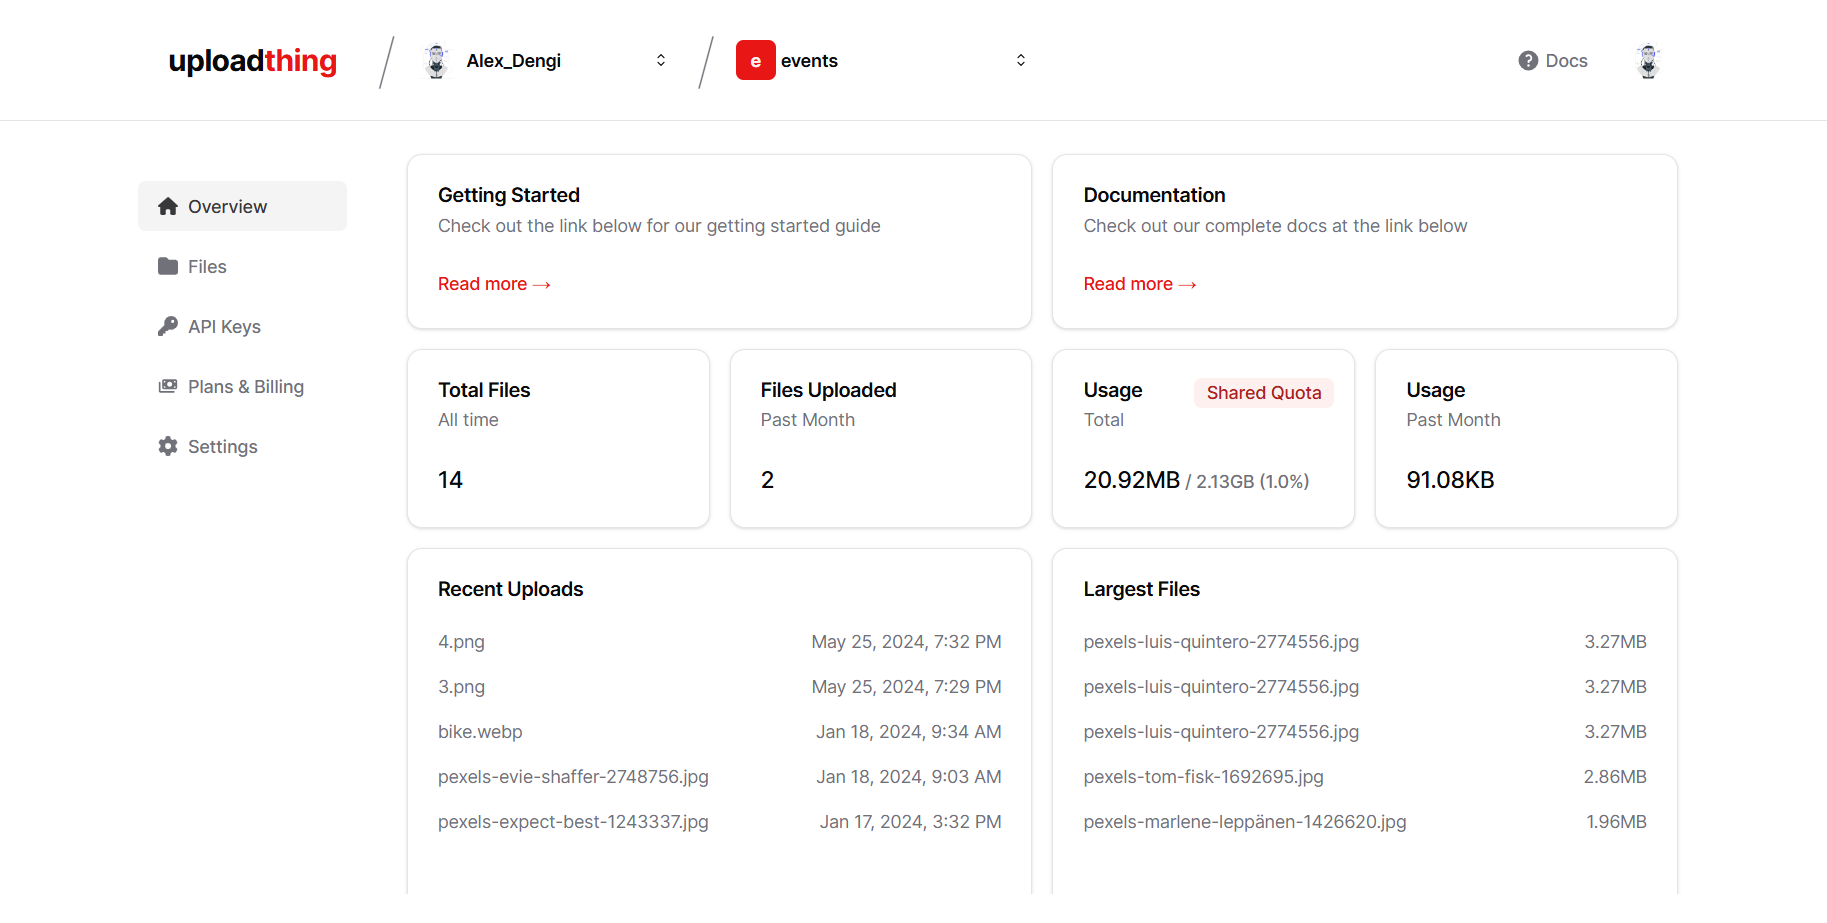 uploadthing
Alex_Dengi
e events
Docs
Overview
Files
API Keys
Plans & Billing
Settings
Getting Started
Check out the link below for our getting started guide
Read more →
Documentation
Check out our complete docs at the link below
Read more →
Total Files
All time
14
Files Uploaded
Past Month
2
Usage Shared Quota
Total
20.92MB / 2.13GB (1.0%)
Usage
Past Month
91.08KB
Recent Uploads
4.png May 25, 2024, 7:32 PM
3.png May 25, 2024, 7:29 PM
bike.webp Jan 18, 2024, 9:34 AM
pexels-evie-shaffer-2748756.jpg Jan 18, 2024, 9:03 AM
pexels-expect-best-1243337.jpg Jan 17, 2024, 3:32 PM
Largest Files
pexels-luis-quintero-2774556.jpg 3.27MB
pexels-luis-quintero-2774556.jpg 3.27MB
pexels-luis-quintero-2774556.jpg 3.27MB
pexels-tom-fisk-1692695.jpg 2.86MB
pexels-marlene-leppänen-1426620.jpg 1.96MB